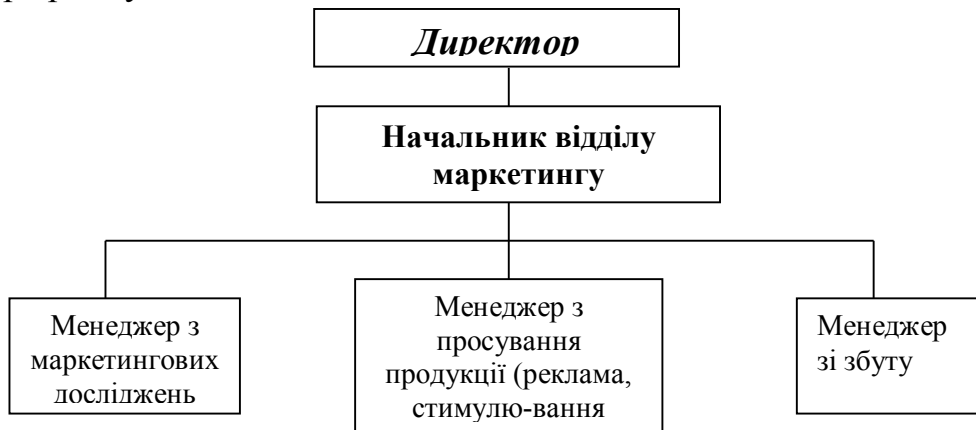 Директор
Начальник відділу
маркетингу
Менеджер з
маркетингових
досліджень
Менеджер з
просування
продукції (реклама,
стимулю-вання
Менеджер
зі збуту